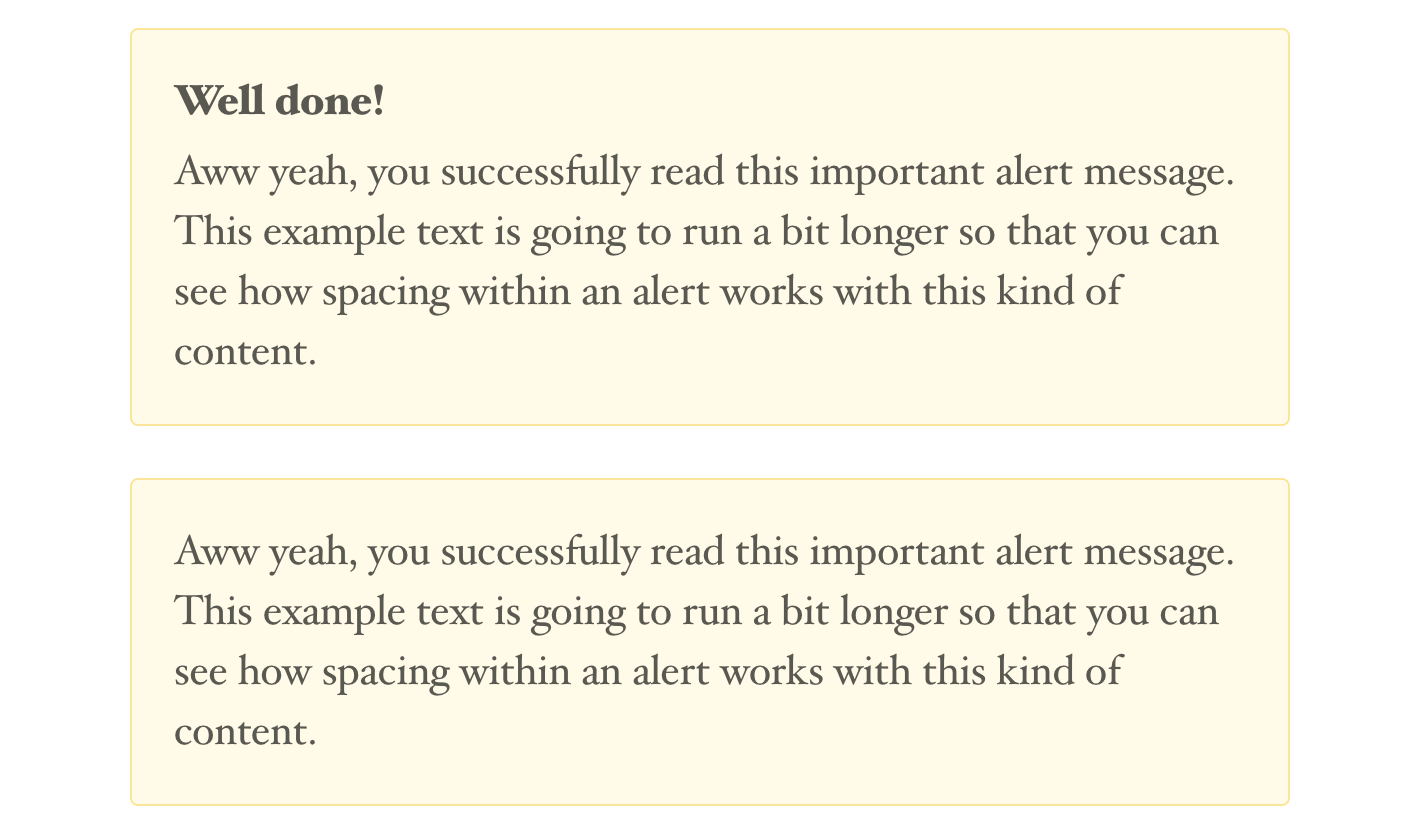 Well done!
Aww yeah, you successfully read this important alert message.
This example text is going to run a bit longer so that you can
see how spacing within an alert works with this kind of
content.
Aww yeah, you successfully read this important alert message.
This example text is going to run a bit longer so that you can
see how spacing within an alert works with this kind of
content.